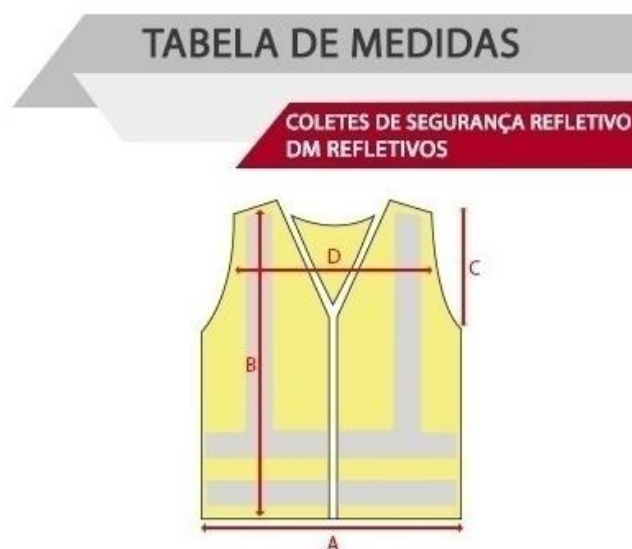 TABELA DE MEDIDAS
COLETES DE SEGURANÇA REFLETIVO
DM REFLETIVOS
D
C
B
A